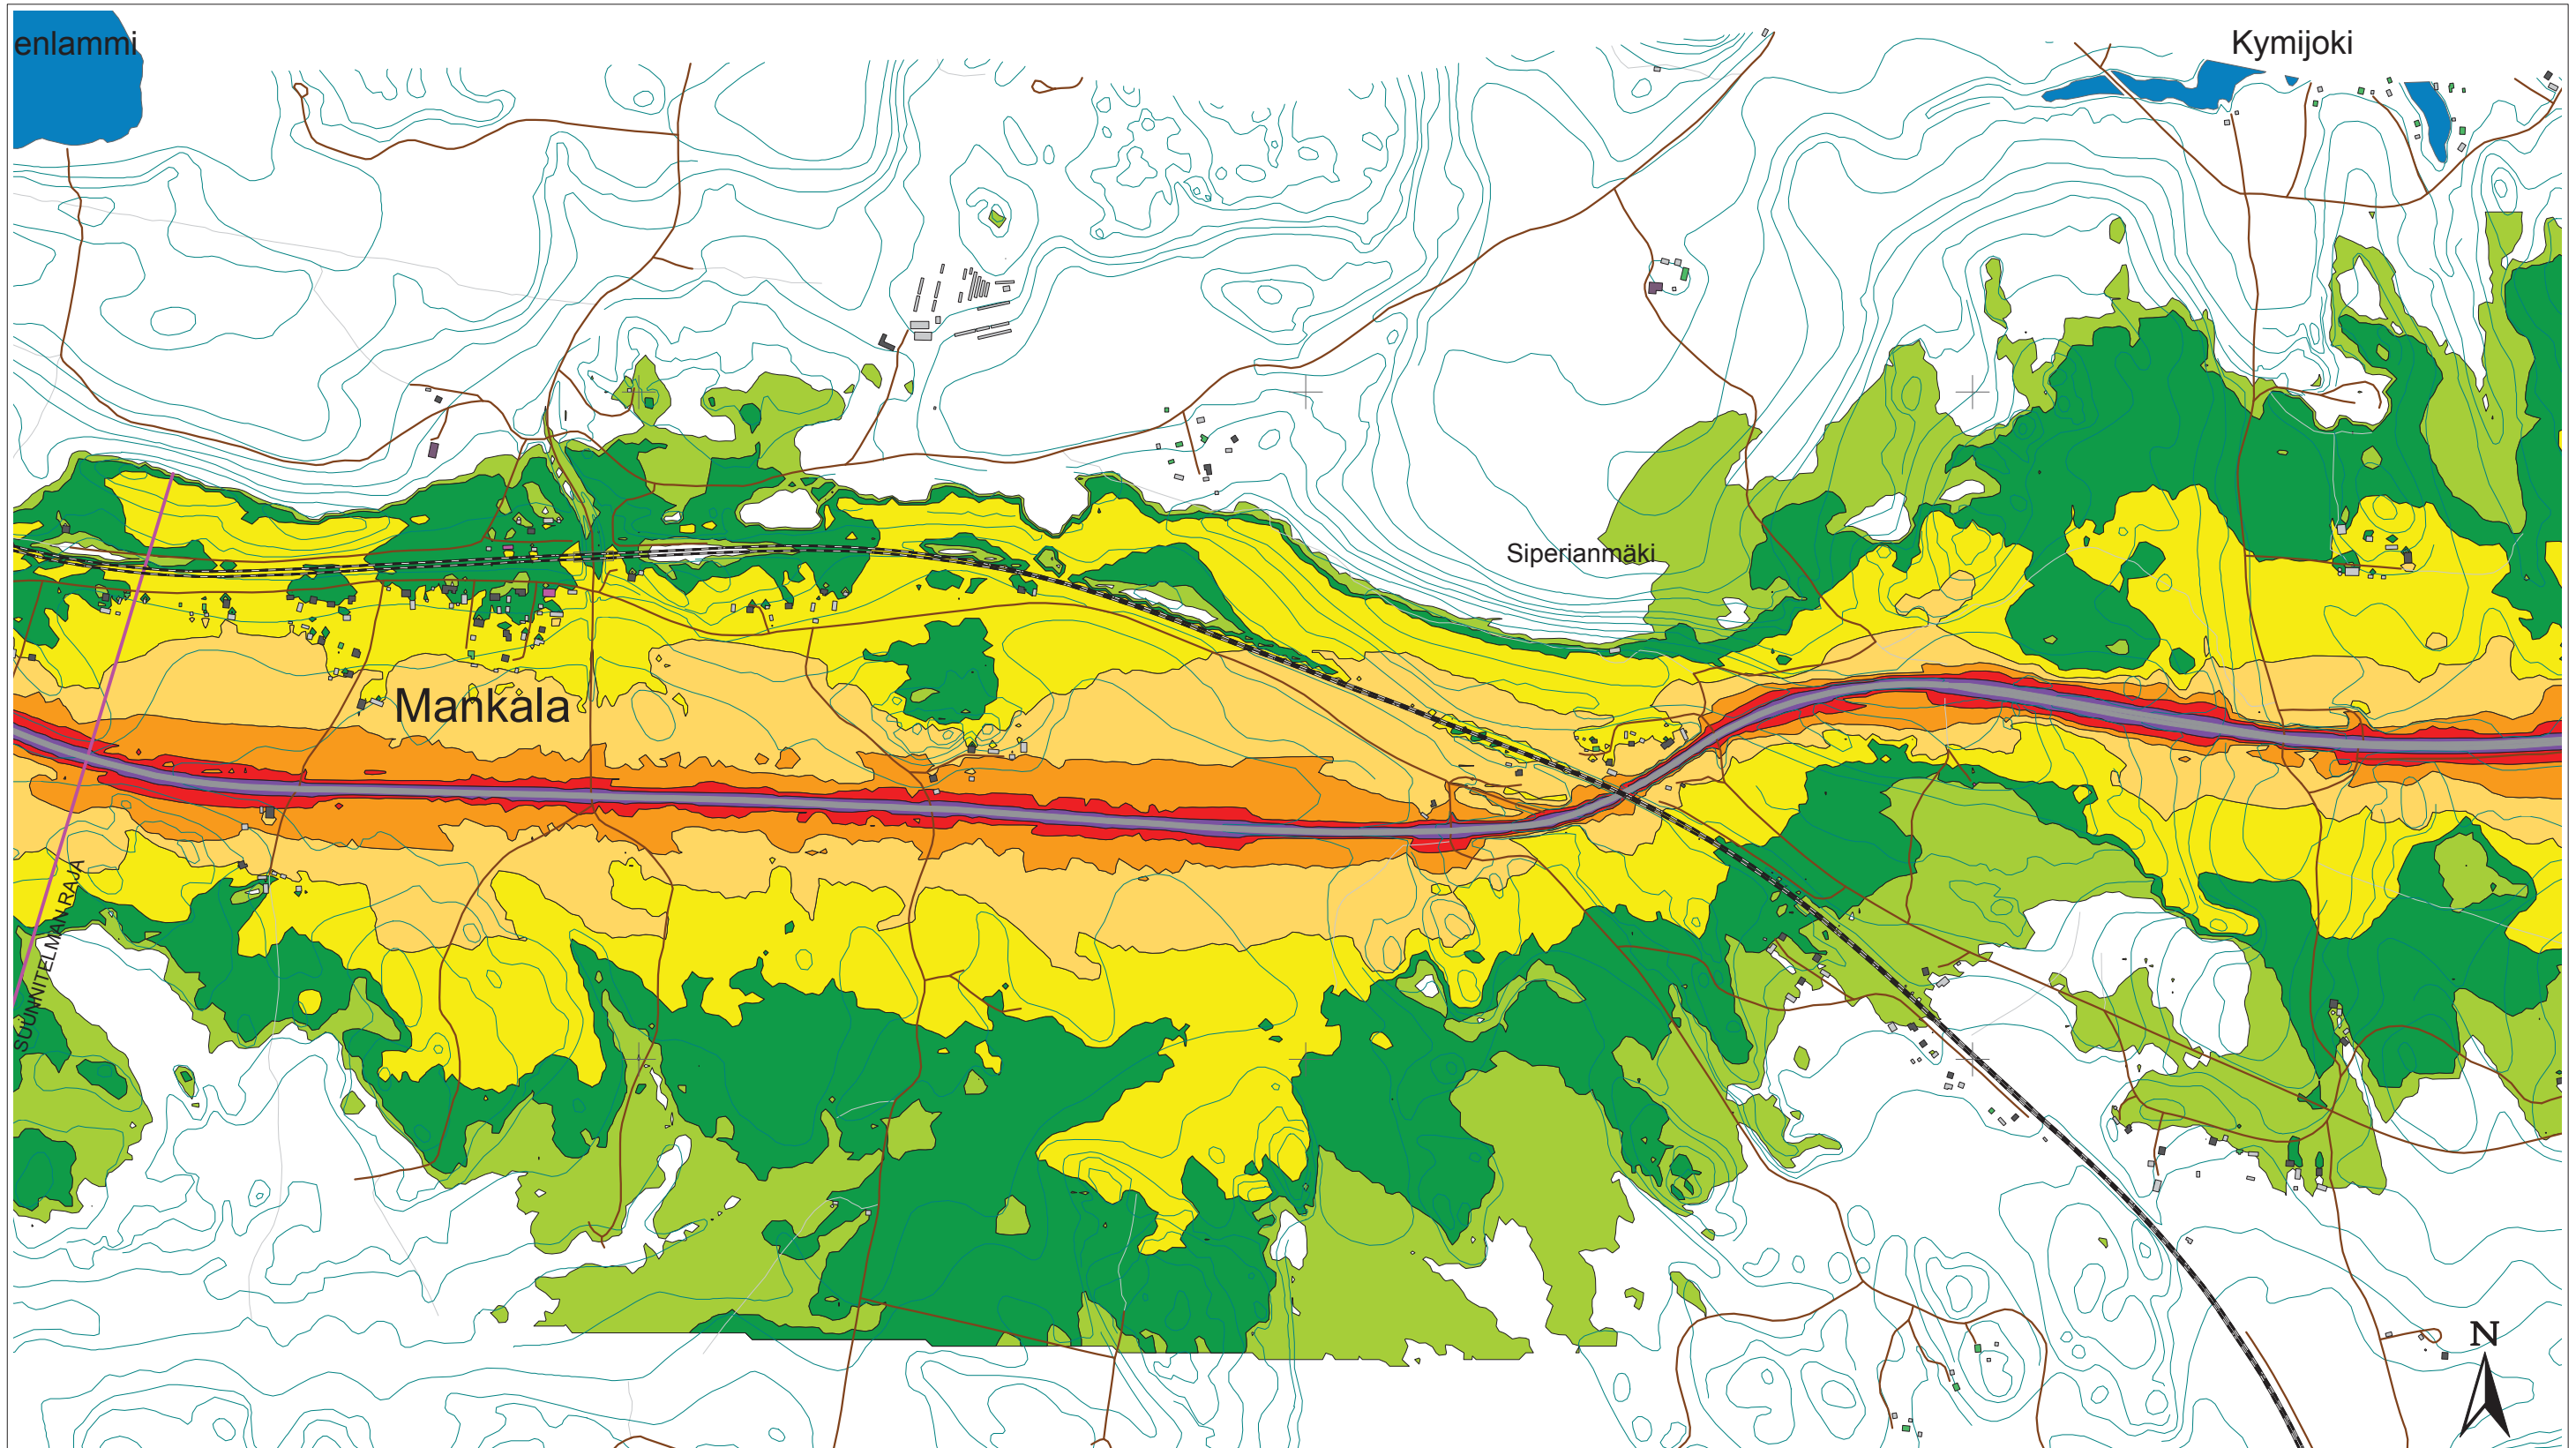 enlammi
Kymijoki
Siperianmäki
Mankala
SUUNNITELMAN RAJA
N